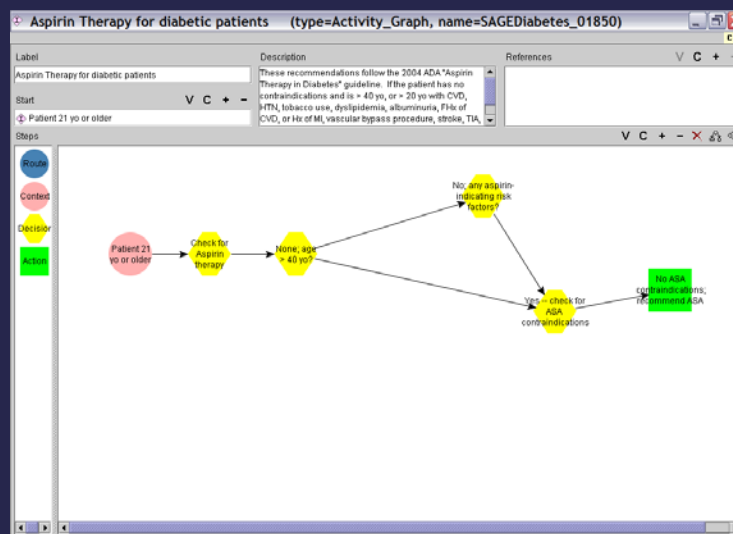 Aspirin Therapy for diabetic patients (type=Activity_Graph, name=SAGEDiabetes_01850)
Label
Aspirin Therapy for diabetic patients
Start V C + −
Patient 21 yo or older
Description
These recommendations follow the 2004 ADA "Aspirin
Therapy in Diabetes" guideline. If the patient has no
contraindications and is > 40 yo, or > 20 yo with CVD,
HTN, tobacco use, dyslipidemia, albuminuria, FHx of
CVD, or Hx of MI, vascular bypass procedure, stroke, TIA,
References V C +
Steps V C + −
Route
Context
Decision
Action
Patient 21
yo or older
Check for
Aspirin
therapy
None; age
> 40 yo?
No; any aspirin-
indicating risk
factors?
Yes -- check for
ASA
contraindications
No ASA
contraindications;
recommend ASA